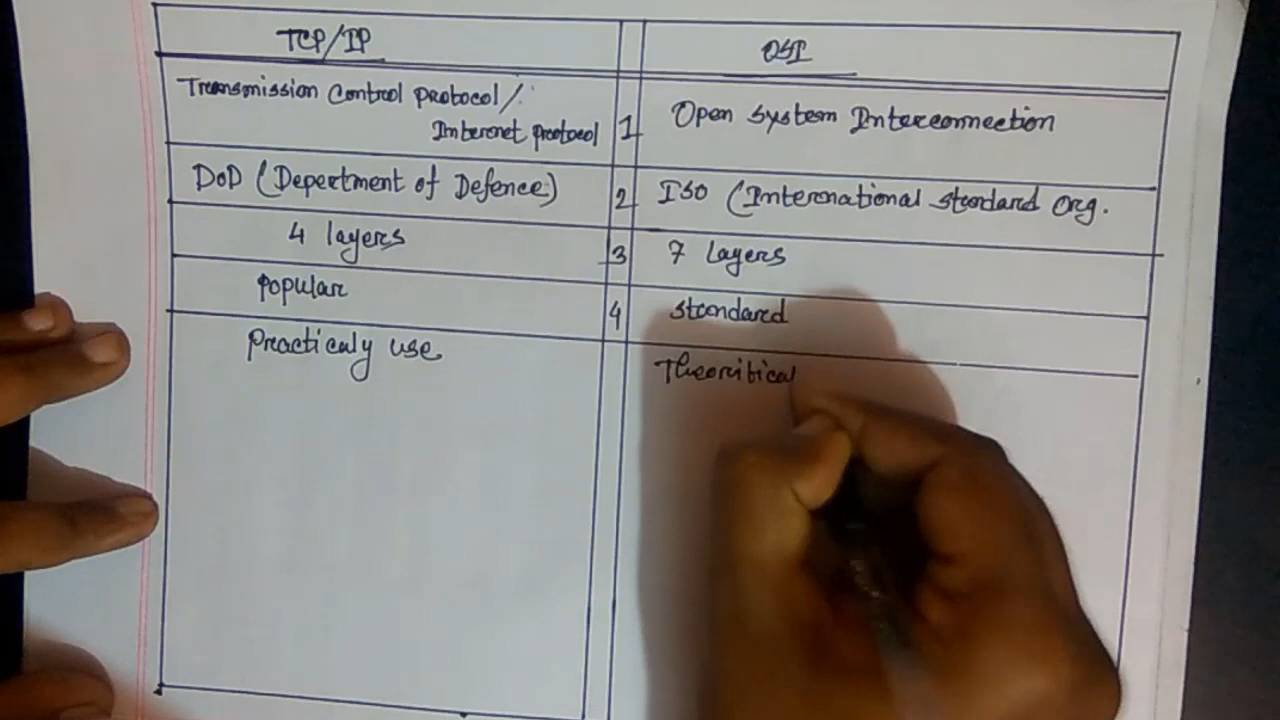 TCP/IP
OSI
Transmission Control Protocol/
Internet protocol
1
Open System Interconnection
DOD (Depertment of Defence)
2
ISO (International standard Org.
4 layers
3
7 Layers
Popular
4
Standard
Practicaly use
Theoritical